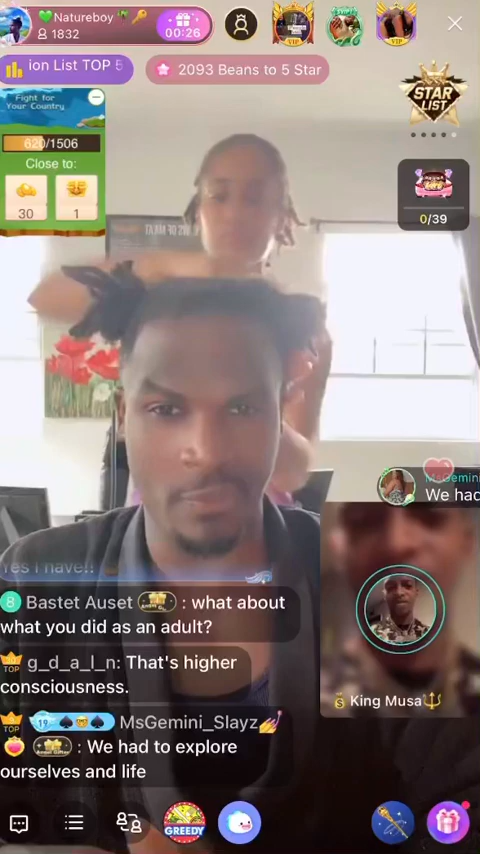 💚Natureboy🌱🔑
1832
00:26
VIP
VIP
ion List TOP 5
2093 Beans to 5 Star
STAR
LIST
Fight for
Your Country
620/1506
Close to:
30
1
0/39
MsGemini
We had
Yes I have!!
8 Bastet Auset : what about
what you did as an adult?
TOP g_d_a_l_n: That's higher
consciousness.
TOP 19 MsGemini_Slayz💅
: We had to explore
ourselves and life
King Musa🔱
GREEDY